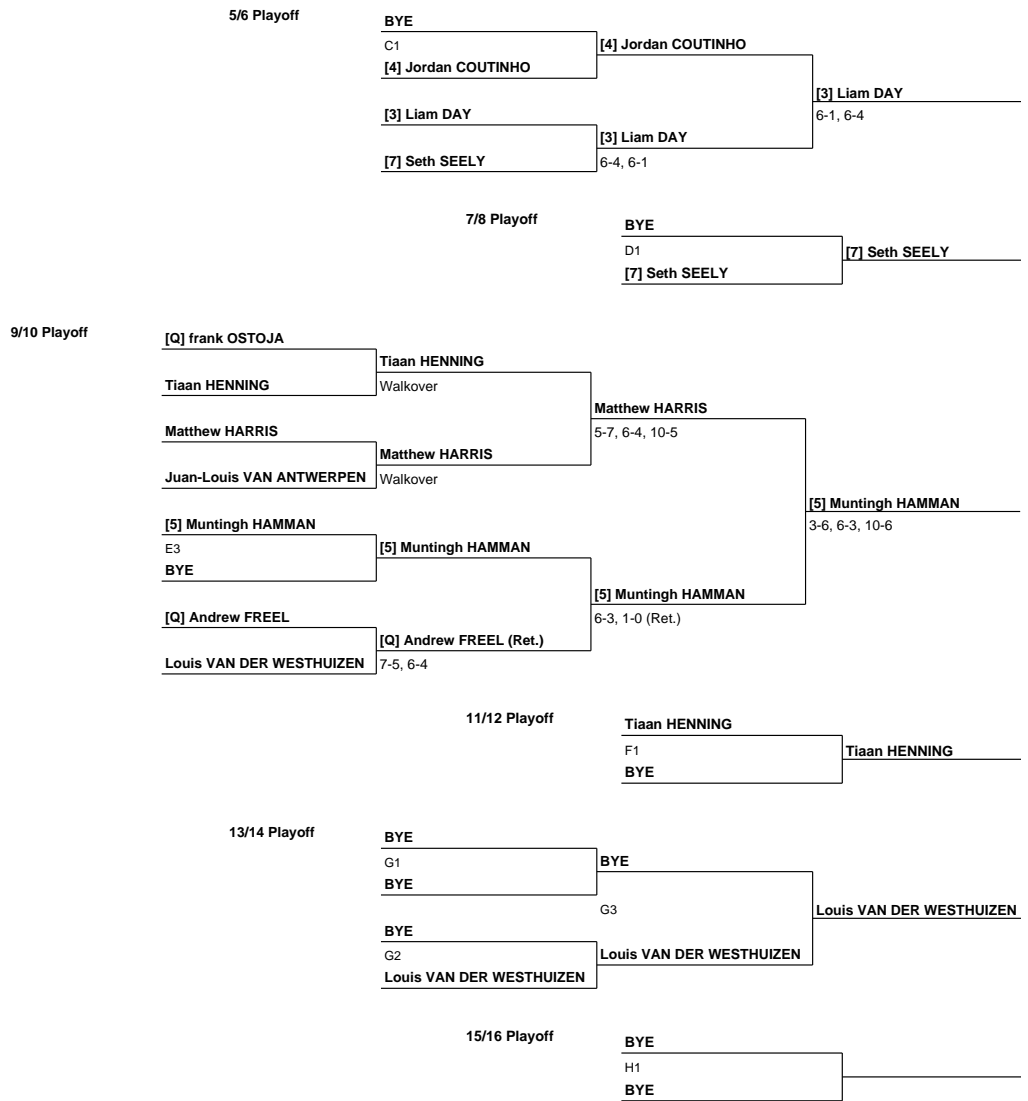 5/6 Playoff
BYE
C1
[4] Jordan COUTINHO
[4] Jordan COUTINHO
[3] Liam DAY
6-1, 6-4
[3] Liam DAY
[3] Liam DAY
[7] Seth SEELY
6-4, 6-1
7/8 Playoff
BYE
D1
[7] Seth SEELY
[7] Seth SEELY
9/10 Playoff
[Q] frank OSTOJA
Tiaan HENNING
Tiaan HENNING
Walkover
Matthew HARRIS
5-7, 6-4, 10-5
Matthew HARRIS
Matthew HARRIS
Juan-Louis VAN ANTWERPEN
Walkover
[5] Muntingh HAMMAN
3-6, 6-3, 10-6
[5] Muntingh HAMMAN
E3
[5] Muntingh HAMMAN
BYE
[5] Muntingh HAMMAN
6-3, 1-0 (Ret.)
[Q] Andrew FREEL
[Q] Andrew FREEL (Ret.)
Louis VAN DER WESTHUIZEN
7-5, 6-4
11/12 Playoff
Tiaan HENNING
F1
Tiaan HENNING
BYE
13/14 Playoff
BYE
G1
BYE
BYE
G3
Louis VAN DER WESTHUIZEN
BYE
G2
Louis VAN DER WESTHUIZEN
Louis VAN DER WESTHUIZEN
15/16 Playoff
BYE
H1
BYE